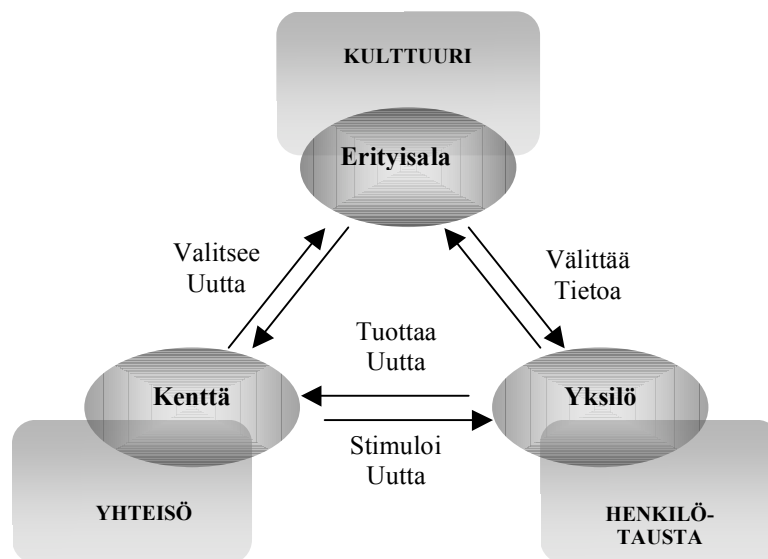 KULTTUURI
Erityisala
Valitsee
Uutta
Välittää
Tietoa
Tuottaa
Uutta
Kenttä
Yksilö
Stimuloi
Uutta
YHTEISÖ
HENKILÖ-
TAUSTA